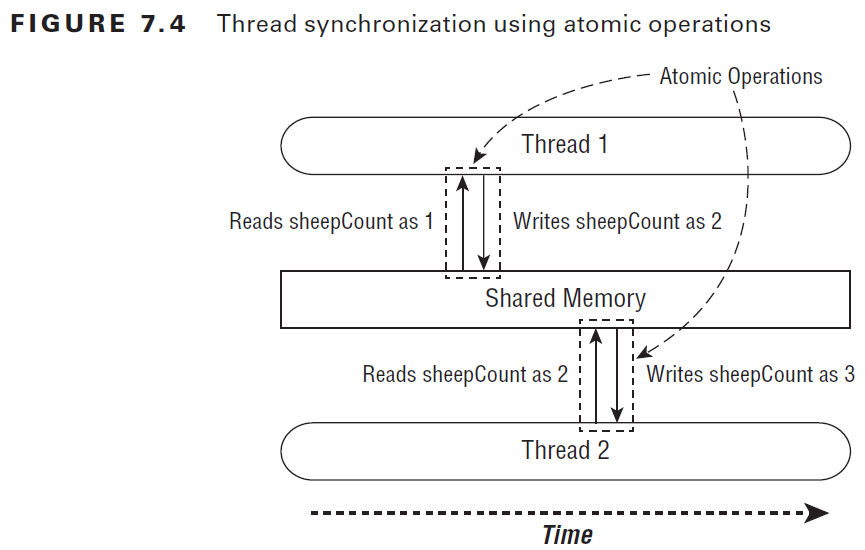 FIGURE 7.4 Thread synchronization using atomic operations
Atomic Operations
Thread 1
Reads sheepCount as 1
Writes sheepCount as 2
Shared Memory
Reads sheepCount as 2
Writes sheepCount as 3
Thread 2
Time